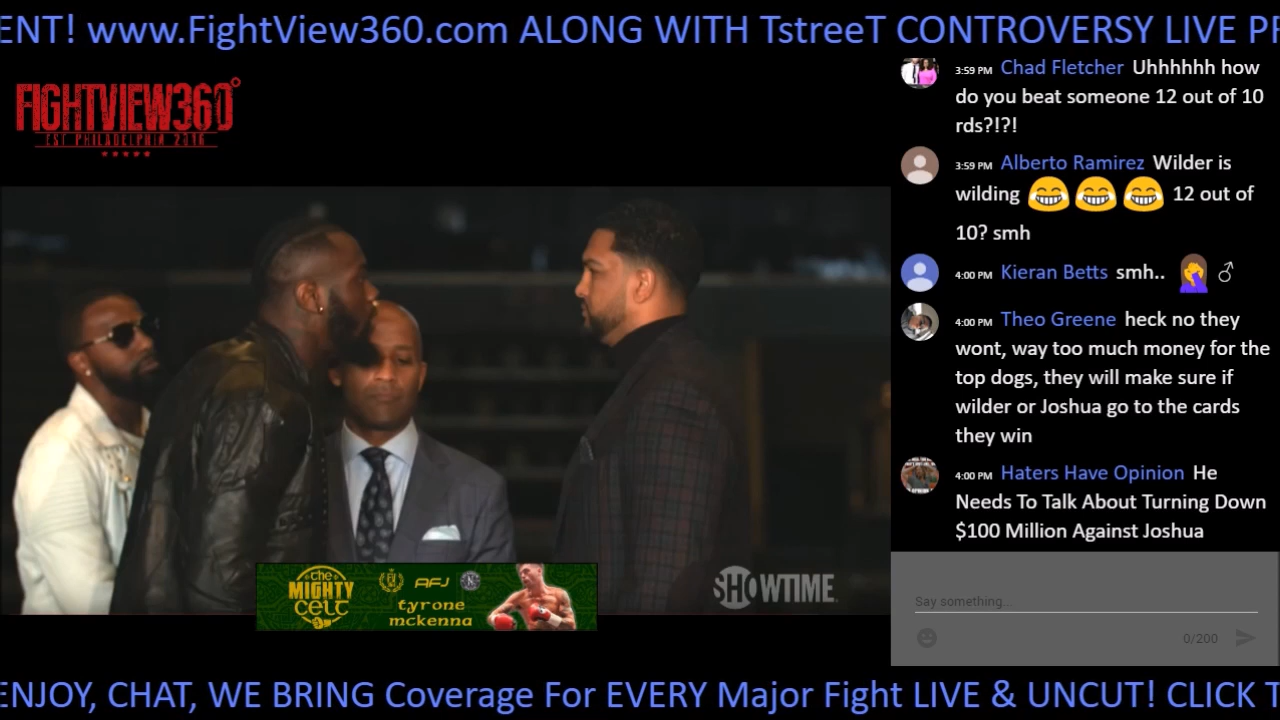 ENT! www.FightView360.com ALONG WITH TstreeT CONTROVERSY LIVE PR
FIGHTVIEW360°
EST PHILADELPHIA 2016
3:59 PM Chad Fletcher Uhhhhhh how
do you beat someone 12 out of 10
rds?!?!
3:59 PM Alberto Ramirez Wilder is
wilding 😂 😂 😂 12 out of
10? smh
4:00 PM Kieran Betts smh.. 🤦 ♂
4:00 PM Theo Greene heck no they
wont, way too much money for the
top dogs, they will make sure if
wilder or Joshua go to the cards
they win
4:00 PM Haters Have Opinion He
Needs To Talk About Turning Down
$100 Million Against Joshua
Say something...
0/200
the
MIGHTY
celt
AFJ
tyrone
mckenna
SHOWTIME
ENJOY, CHAT, WE BRING Coverage For EVERY Major Fight LIVE & UNCUT! CLICK T